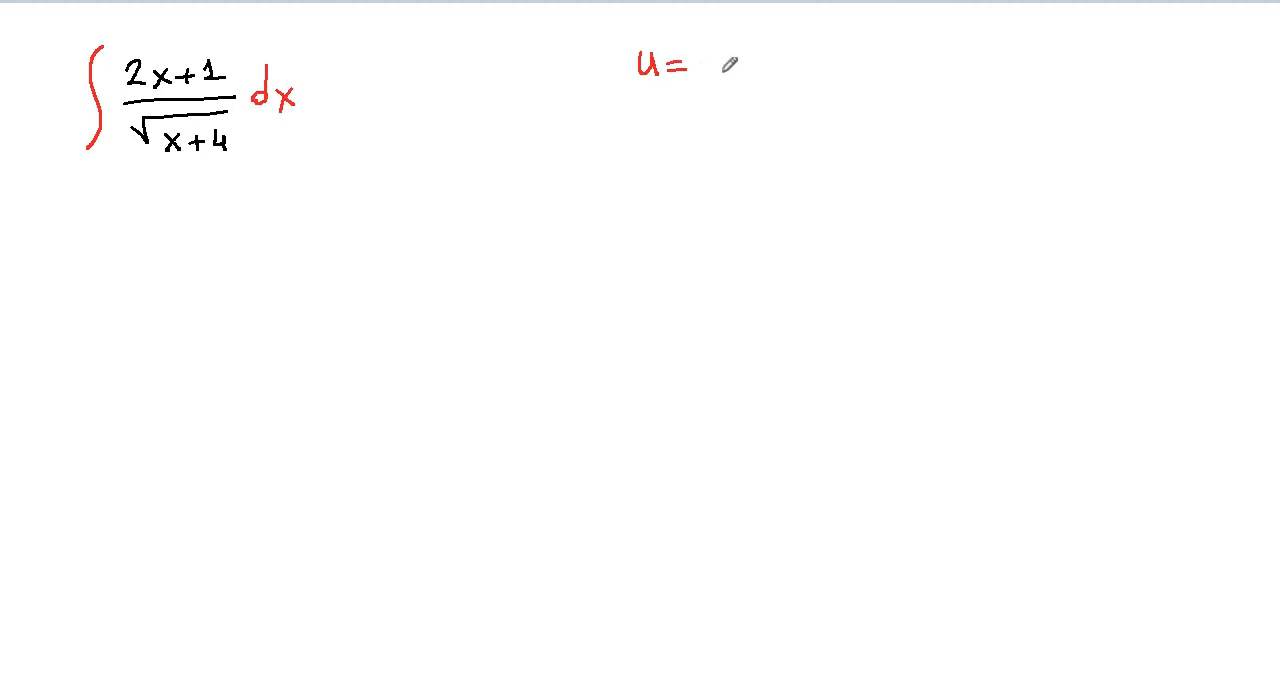 ∫ (2x+1)/√(x+4) dx
u=